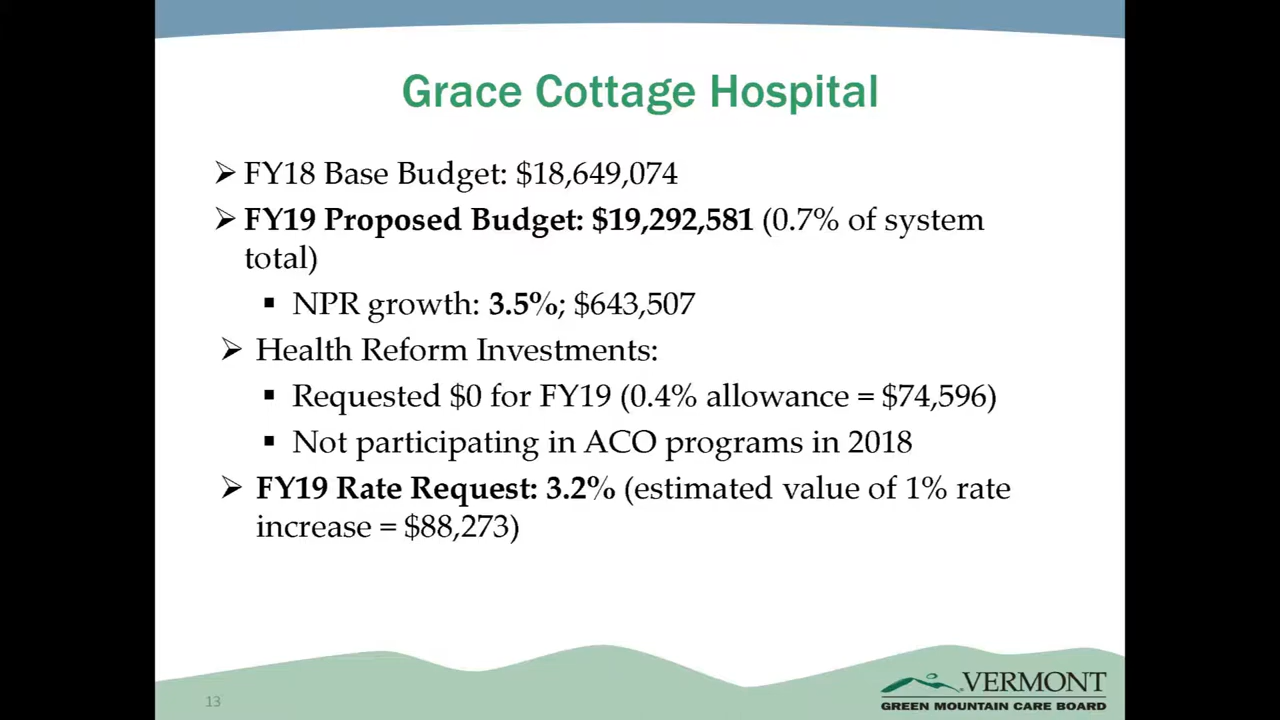 Grace Cottage Hospital
➢ FY18 Base Budget: $18,649,074
➢ FY19 Proposed Budget: $19,292,581 (0.7% of system
total)
▪ NPR growth: 3.5%; $643,507
➢ Health Reform Investments:
▪ Requested $0 for FY19 (0.4% allowance = $74,596)
▪ Not participating in ACO programs in 2018
➢ FY19 Rate Request: 3.2% (estimated value of 1% rate
increase = $88,273)
13
VERMONT
GREEN MOUNTAIN CARE BOARD